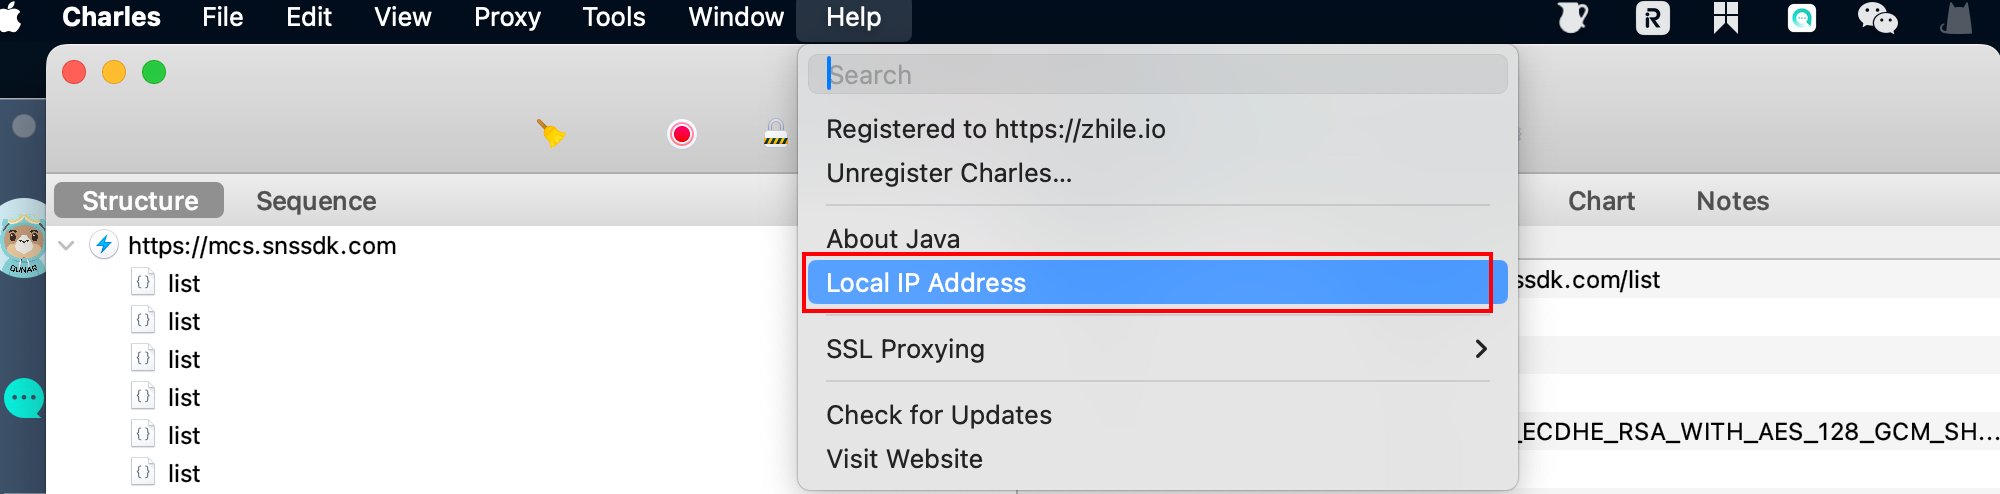 Charles File Edit View Proxy Tools Window Help
Search
Registered to https://zhile.io
Unregister Charles...
About Java
Local IP Address
SSL Proxying
Check for Updates
Visit Website
Structure Sequence
Chart Notes
https://mcs.snssdk.com
list
list
list
list
list
list
ssdk.com/list
_ECDHE_RSA_WITH_AES_128_GCM_SH...
QUNAR